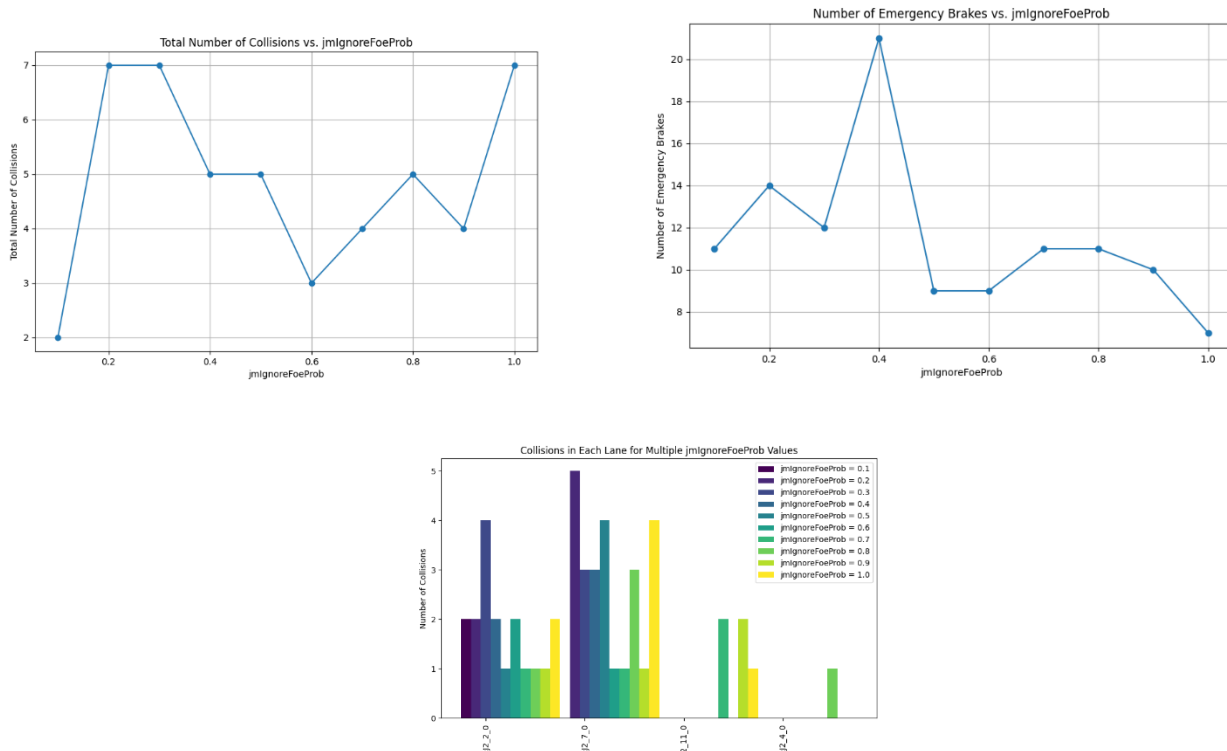 Total Number of Collisions vs. jmIgnoreFoeProb
7
6
5
4
3
2
Total Number of Collisions
0.2 0.4 0.6 0.8 1.0
jmIgnoreFoeProb
Number of Emergency Brakes vs. jmIgnoreFoeProb
20
18
16
14
12
10
8
Number of Emergency Brakes
0.2 0.4 0.6 0.8 1.0
jmIgnoreFoeProb
Collisions in Each Lane for Multiple jmIgnoreFoeProb Values
5
4
3
2
1
0
Number of Collisions
jmIgnoreFoeProb = 0.1
jmIgnoreFoeProb = 0.2
jmIgnoreFoeProb = 0.3
jmIgnoreFoeProb = 0.4
jmIgnoreFoeProb = 0.5
jmIgnoreFoeProb = 0.6
jmIgnoreFoeProb = 0.7
jmIgnoreFoeProb = 0.8
jmIgnoreFoeProb = 0.9
jmIgnoreFoeProb = 1.0
J2_2_0
J2_7_0
2_11_0
J2_4_0